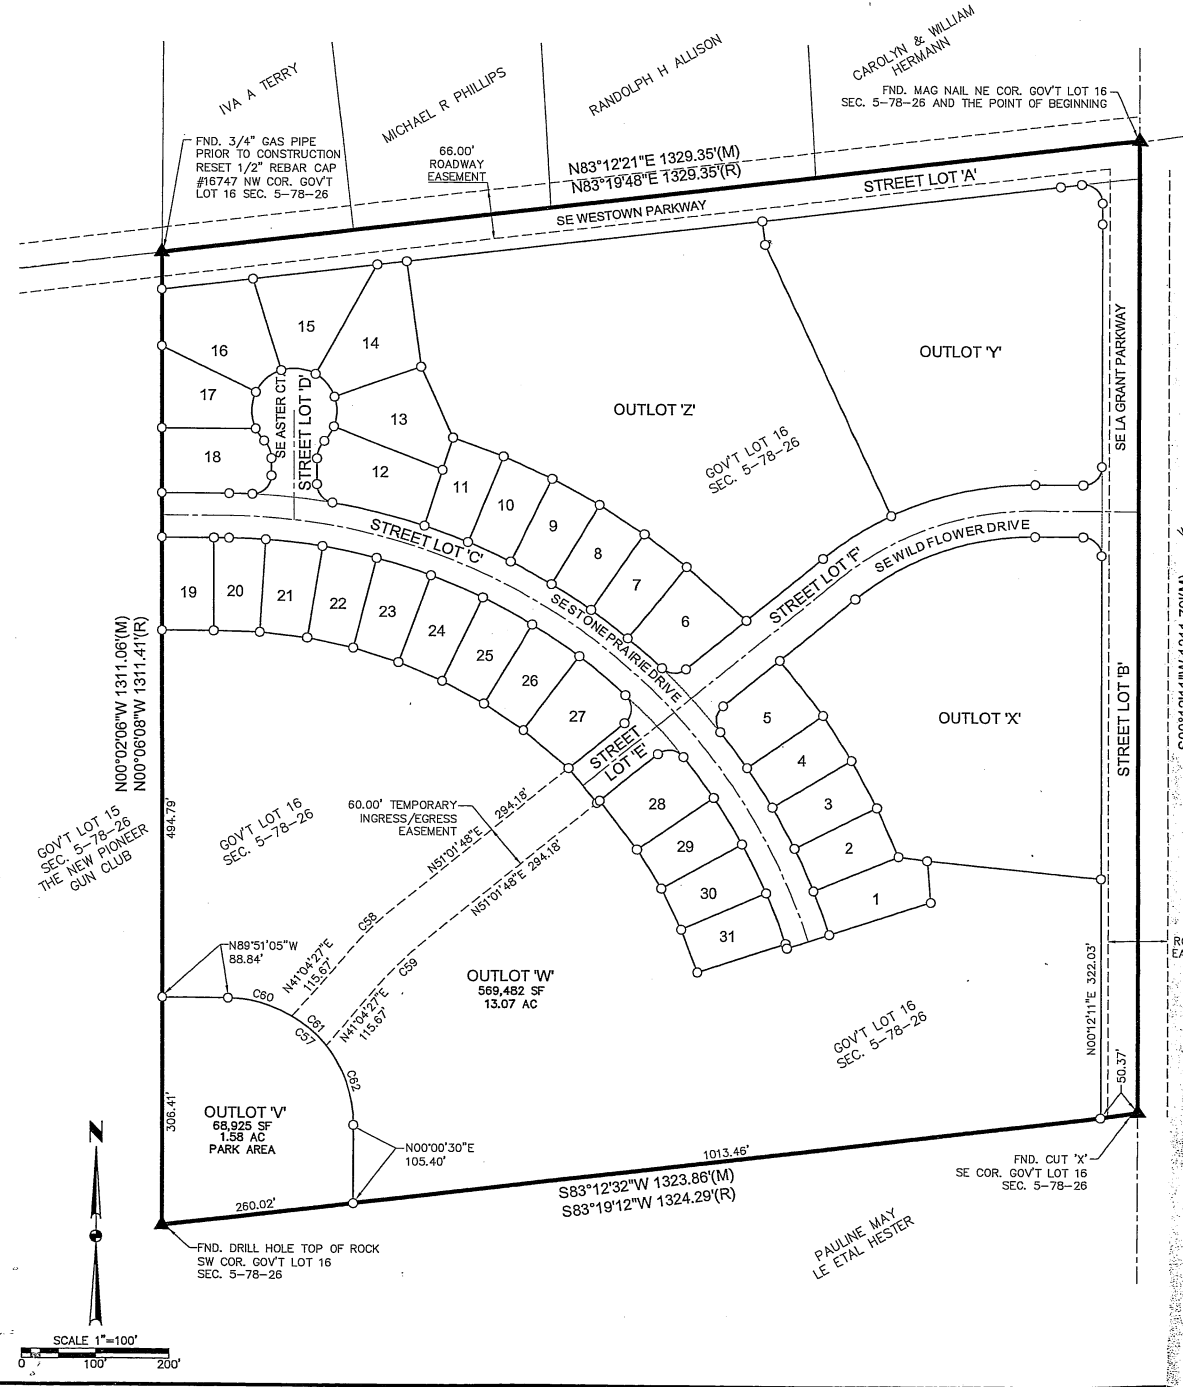 CAROLYN & WILLIAM
HERMANN
RANDOLPH H ALLISON
MICHAEL R PHILLIPS
IVA A TERRY
FND. MAG NAIL NE COR. GOV'T LOT 16
SEC. 5-78-26 AND THE POINT OF BEGINNING
FND. 3/4" GAS PIPE
PRIOR TO CONSTRUCTION
RESET 1/2" REBAR CAP
#16747 NW COR. GOV'T
LOT 16 SEC. 5-78-26
66.00'
ROADWAY
EASEMENT
N83°12'21"E 1329.35'(M)
N83°19'48"E 1329.35'(R)
STREET LOT 'A'
SE WESTOWN PARKWAY
15
14
16
17
13
18
12
SE ASTER CT.
STREET LOT 'D'
OUTLOT 'Z'
OUTLOT 'Y'
GOV'T LOT 16
SEC. 5-78-26
SE LA GRANT PARKWAY
11
10
9
8
7
6
STREET LOT 'C'
SE STONE PRAIRIE DRIVE
STREET LOT 'F'
SE WILD FLOWER DRIVE
19
20
21
22
23
24
25
26
27
N00°02'06"W 1311.06'(M)
N00°06'08"W 1311.41'(R)
STREET LOT 'B'
OUTLOT 'X'
5
4
3
2
1
STREET
LOT 'E'
28
29
30
31
494.79'
GOV'T LOT 15
SEC. 5-78-26
THE NEW PIONEER
GUN CLUB
GOV'T LOT 16
SEC. 5-78-26
60.00' TEMPORARY
INGRESS/EGRESS
EASEMENT
N51°01'48"E 294.18'
N51°01'48"E 294.18'
C58
C59
N41°04'27"E
115.67'
N41°04'27"E
115.67'
N89°51'05"W
88.84'
C60
C61
C57
C62
OUTLOT 'W'
569,482 SF
13.07 AC
GOV'T LOT 16
SEC. 5-78-26
N00°12'11"E 322.03'
50.37'
306.41'
OUTLOT 'V'
68,925 SF
1.58 AC
PARK AREA
N00°00'30"E
105.40'
260.02'
1013.46'
S83°12'32"W 1323.86'(M)
S83°19'12"W 1324.29'(R)
FND. CUT 'X'
SE COR. GOV'T LOT 16
SEC. 5-78-26
PAULINE MAY
LE ETAL HESTER
FND. DRILL HOLE TOP OF ROCK
SW COR. GOV'T LOT 16
SEC. 5-78-26
N
SCALE 1"=100'
0 100' 200'